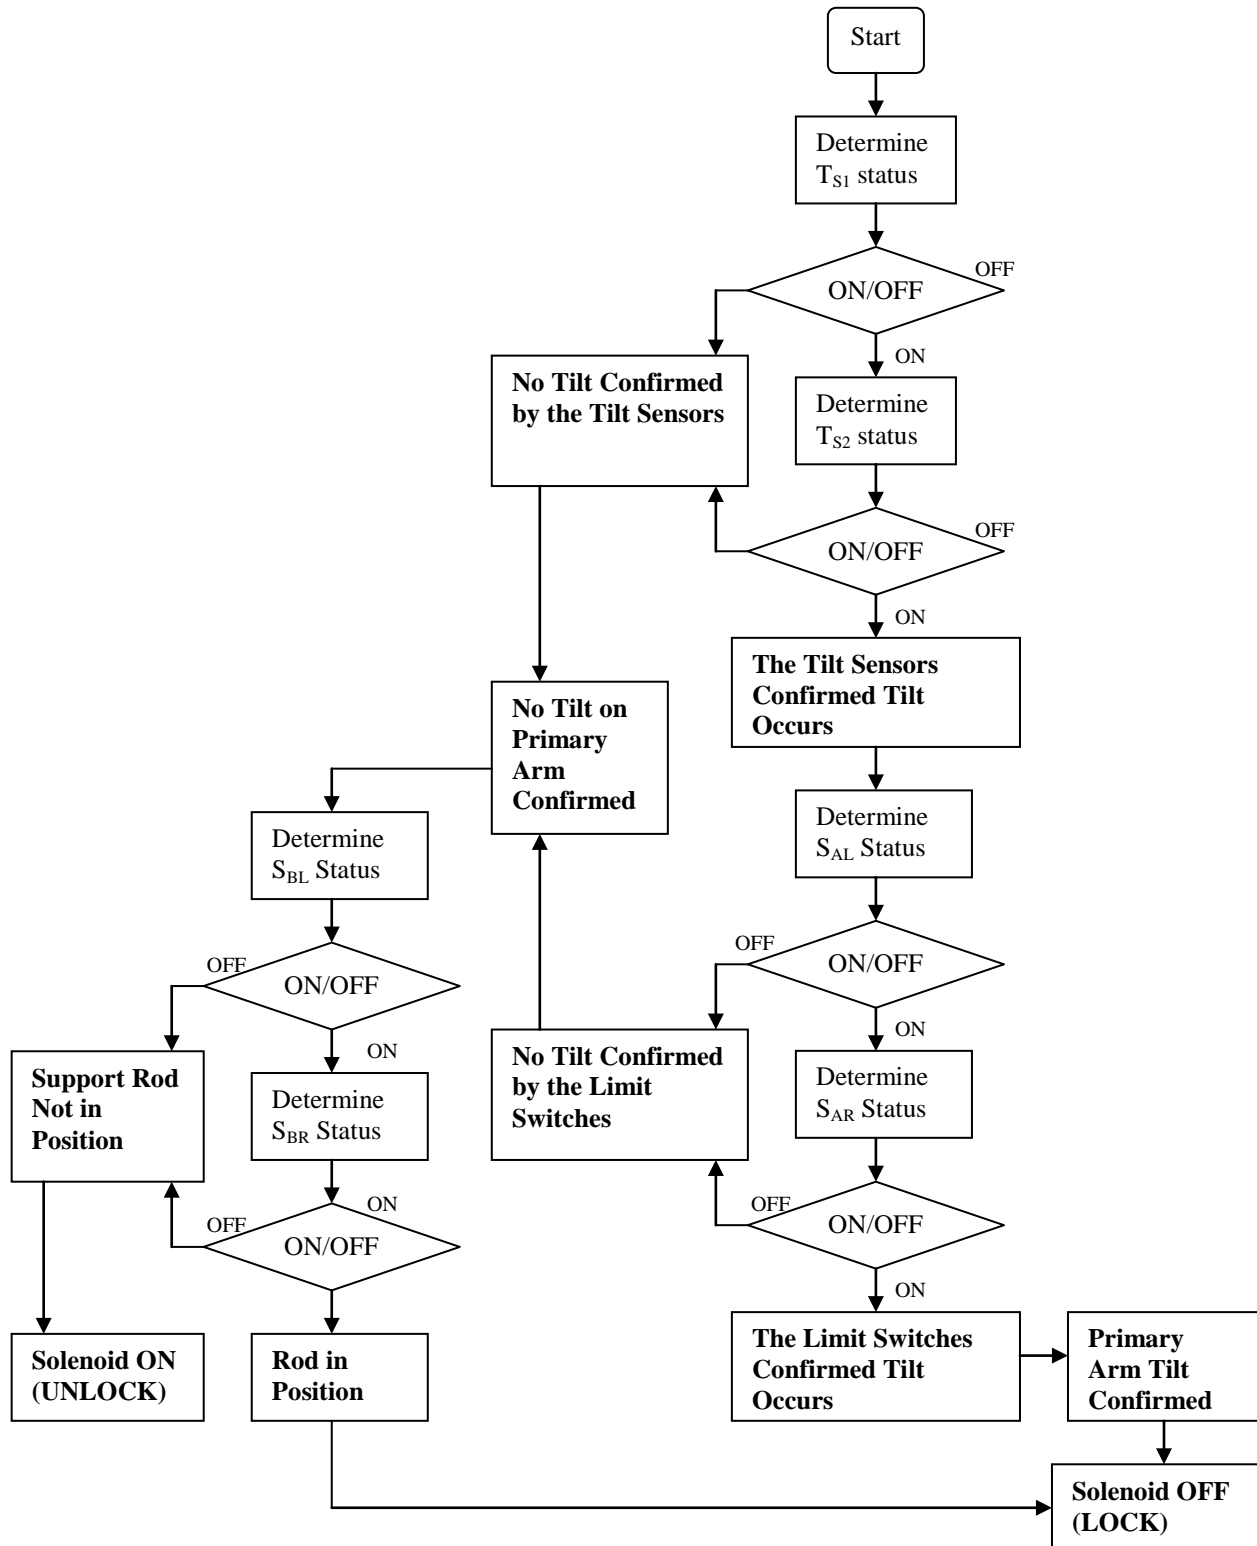 Start
Determine
TS1 status
ON/OFF
OFF
ON
No Tilt Confirmed
by the Tilt Sensors
Determine
TS2 status
ON/OFF
OFF
ON
The Tilt Sensors
Confirmed Tilt
Occurs
No Tilt on
Primary
Arm
Confirmed
Determine
SAL Status
Determine
SBL Status
OFF
ON/OFF
ON
OFF
ON/OFF
ON
No Tilt Confirmed
by the Limit
Switches
Determine
SAR Status
Support Rod
Not in
Position
Determine
SBR Status
OFF
ON/OFF
ON
OFF
ON/OFF
ON
Solenoid ON
(UNLOCK)
Rod in
Position
The Limit Switches
Confirmed Tilt
Occurs
Primary
Arm Tilt
Confirmed
Solenoid OFF
(LOCK)